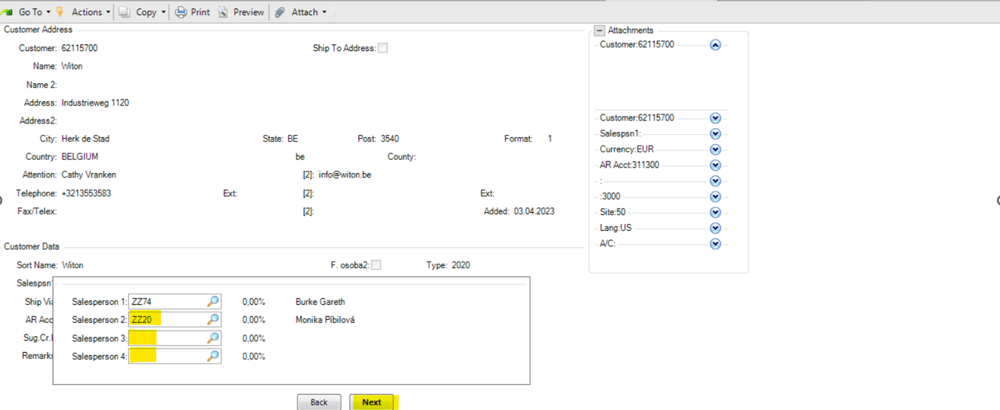 Go To Actions Copy Print Preview Attach
Customer Address
Customer: 62115700 Ship To Address:
Name: Witon
Name 2:
Address: Industrieweg 1120
Address2:
City: Herk de Stad State: BE Post: 3540 Format: 1
Country: BELGIUM be County:
Attention: Cathy Vranken [2]: info@witon.be
Telephone: +3213553583 Ext: [2]: Ext:
Fax/Telex: [2]: Added: 03.04.2023
Customer Data
Sort Name: Witon F. osoba2: Type: 2020
Salespsn
Ship Via
AR Acc
Sug.Cr.
Remarks
Salesperson 1: ZZ74 0,00% Burke Gareth
Salesperson 2: ZZ20 0,00% Monika Píbilová
Salesperson 3: 0,00%
Salesperson 4: 0,00%
Back Next
Attachments
Customer:62115700
Customer:62115700
Salespsn1:
Currency:EUR
AR Acct:311300
:
:3000
Site:50
Lang:US
A/C: